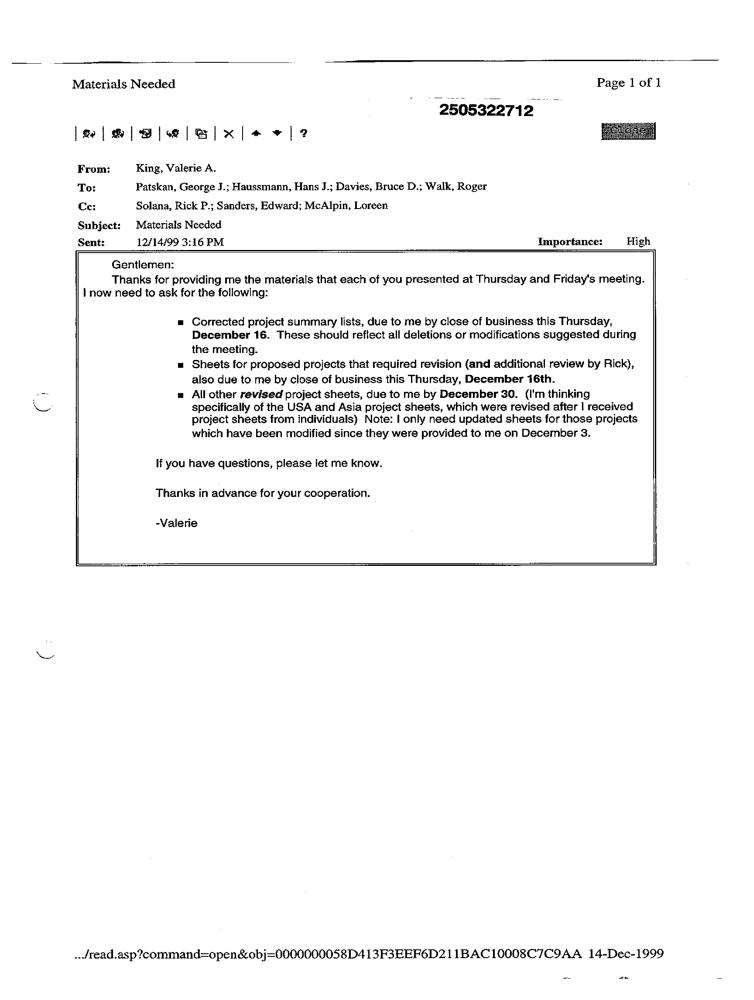 Materials Needed
Page 1 of 1
2505322712
?
Close
From: King, Valerie A.
To: Patskan, George J.; Haussmann, Hans J.; Davies, Bruce D.; Walk, Roger
Cc: Solana, Rick P.; Sanders, Edward; McAlpin, Loreen
Subject: Materials Needed
Sent: 12/14/99 3:16 PM Importance: High
Gentlemen:
Thanks for providing me the materials that each of you presented at Thursday and Friday's meeting.
I now need to ask for the following:
■ Corrected project summary lists, due to me by close of business this Thursday,
December 16. These should reflect all deletions or modifications suggested during
the meeting.
■ Sheets for proposed projects that required revision (and additional review by Rick),
also due to me by close of business this Thursday, December 16th.
■ All other revised project sheets, due to me by December 30. (I'm thinking
specifically of the USA and Asia project sheets, which were revised after I received
project sheets from individuals) Note: I only need updated sheets for those projects
which have been modified since they were provided to me on December 3.
If you have questions, please let me know.
Thanks in advance for your cooperation.
-Valerie
.../read.asp?command=open&obj=0000000058D413F3EEF6D211BAC10008C7C9AA 14-Dec-1999